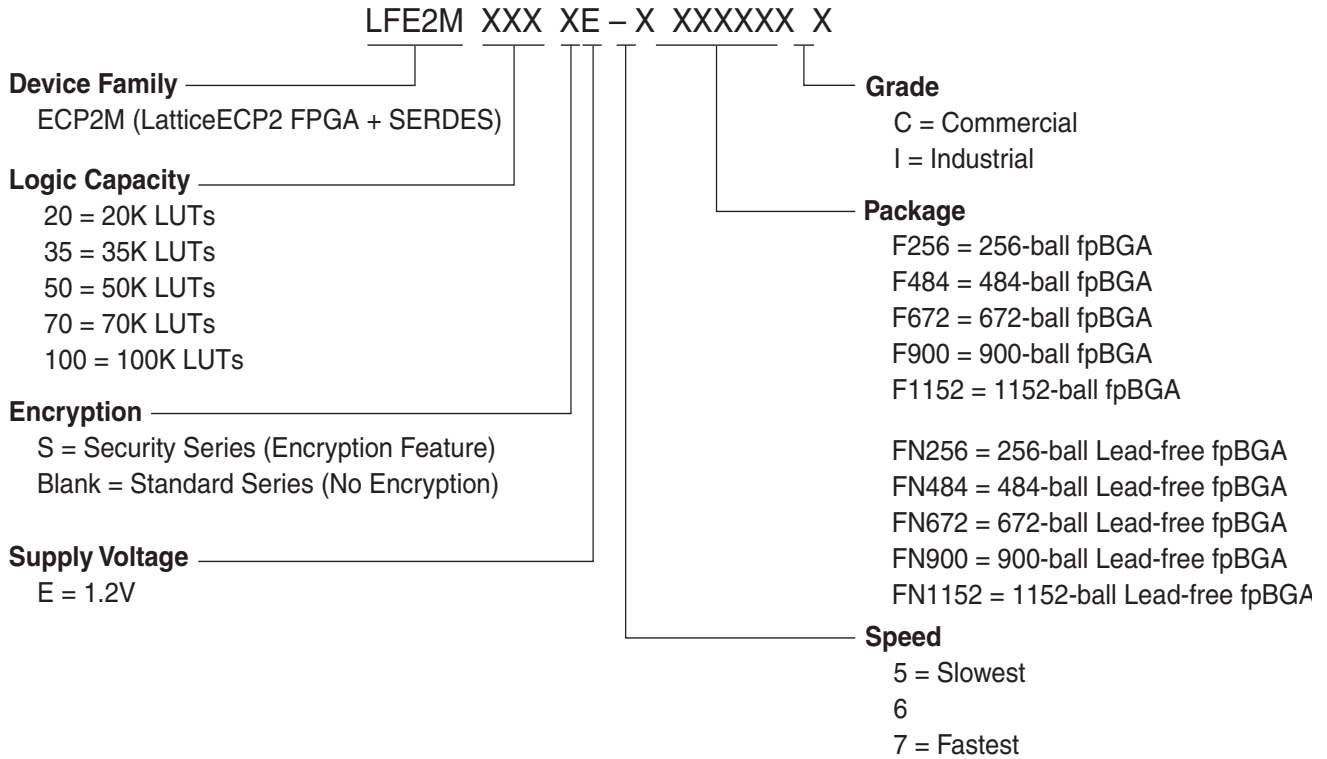 LFE2M XXX XE – X XXXXXX X
Device Family
ECP2M (LatticeECP2 FPGA + SERDES)
Logic Capacity
20 = 20K LUTs
35 = 35K LUTs
50 = 50K LUTs
70 = 70K LUTs
100 = 100K LUTs
Encryption
S = Security Series (Encryption Feature)
Blank = Standard Series (No Encryption)
Supply Voltage
E = 1.2V
Grade
C = Commercial
I = Industrial
Package
F256 = 256-ball fpBGA
F484 = 484-ball fpBGA
F672 = 672-ball fpBGA
F900 = 900-ball fpBGA
F1152 = 1152-ball fpBGA
FN256 = 256-ball Lead-free fpBGA
FN484 = 484-ball Lead-free fpBGA
FN672 = 672-ball Lead-free fpBGA
FN900 = 900-ball Lead-free fpBGA
FN1152 = 1152-ball Lead-free fpBGA
Speed
5 = Slowest
6
7 = Fastest